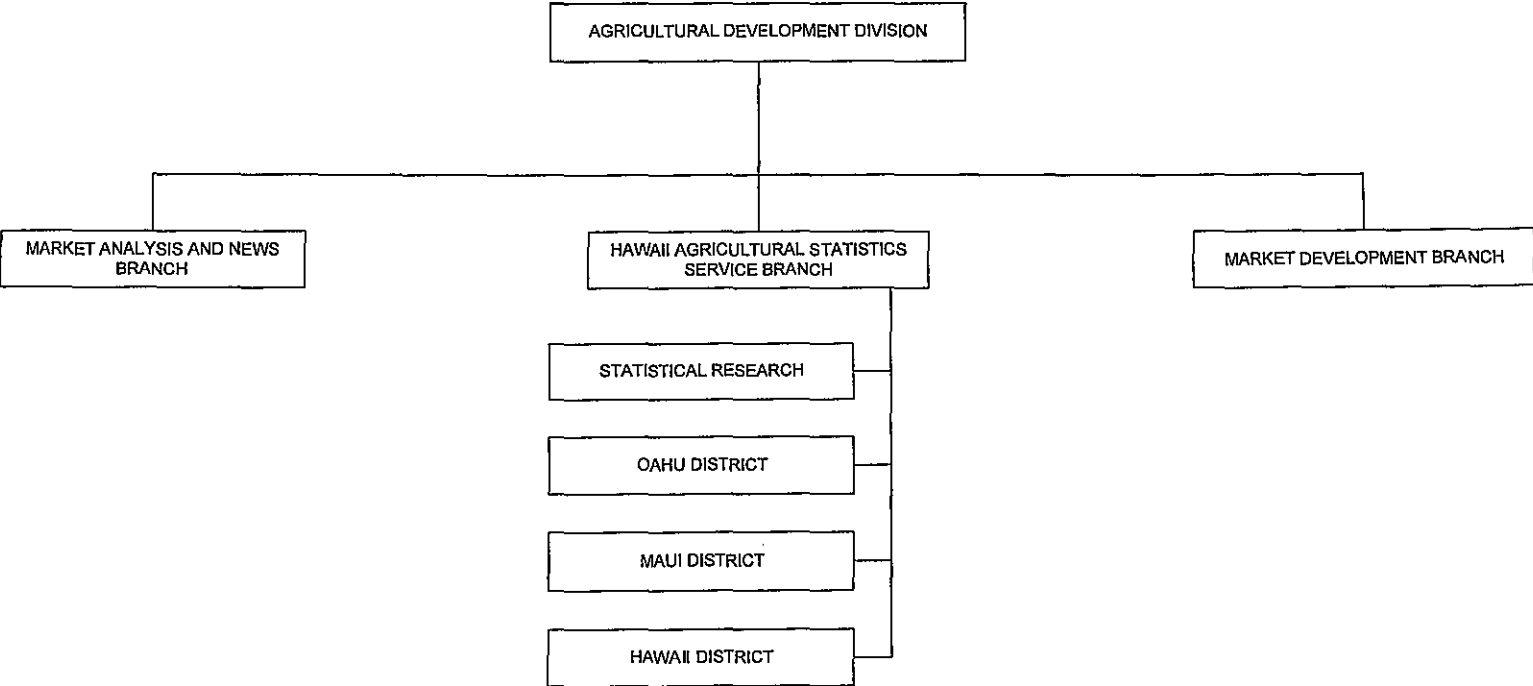 AGRICULTURAL DEVELOPMENT DIVISION
MARKET ANALYSIS AND NEWS
BRANCH
HAWAII AGRICULTURAL STATISTICS
SERVICE BRANCH
MARKET DEVELOPMENT BRANCH
STATISTICAL RESEARCH
OAHU DISTRICT
MAUI DISTRICT
HAWAII DISTRICT